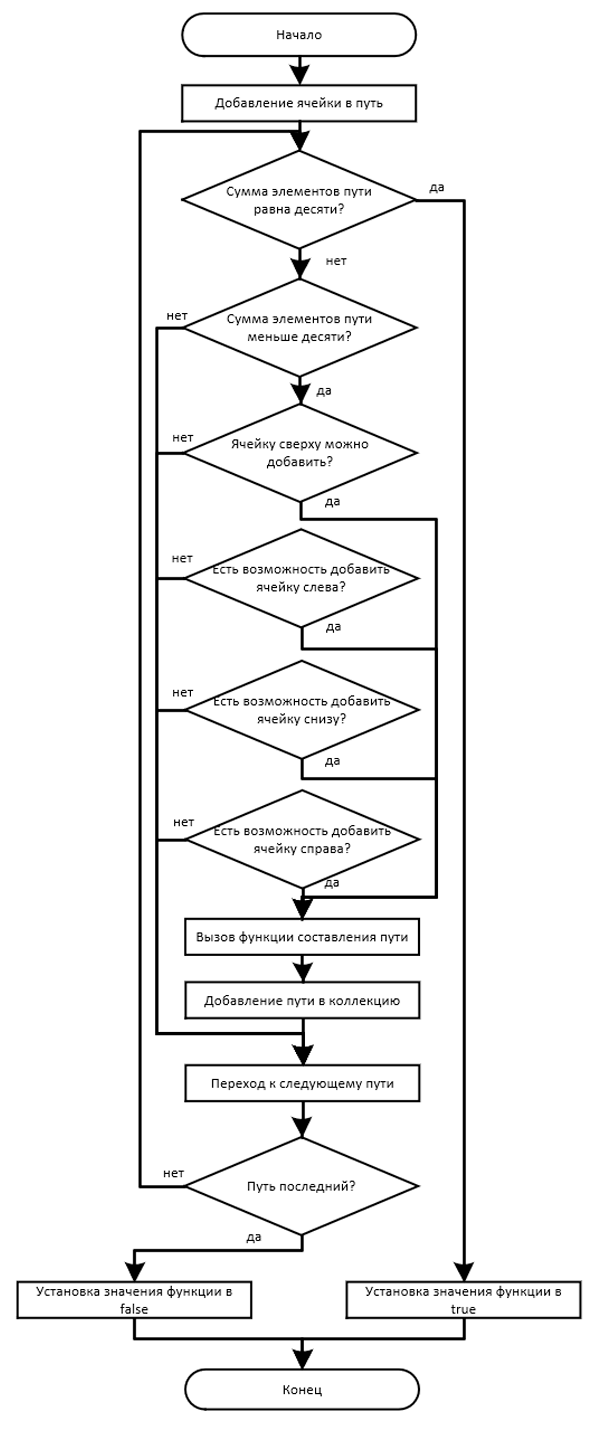 Начало
Добавление ячейки в путь
Сумма элементов пути
равна десяти?
да
нет
Сумма элементов пути
меньше десяти?
нет
да
Ячейку сверху можно
добавить?
нет
да
Есть возможность добавить
ячейку слева?
нет
да
Есть возможность добавить
ячейку снизу?
нет
да
Есть возможность добавить
ячейку справа?
нет
да
Вызов функции составления пути
Добавление пути в коллекцию
Переход к следующему пути
Путь последний?
нет
да
Установка значения функции в
false
Установка значения функции в
true
Конец